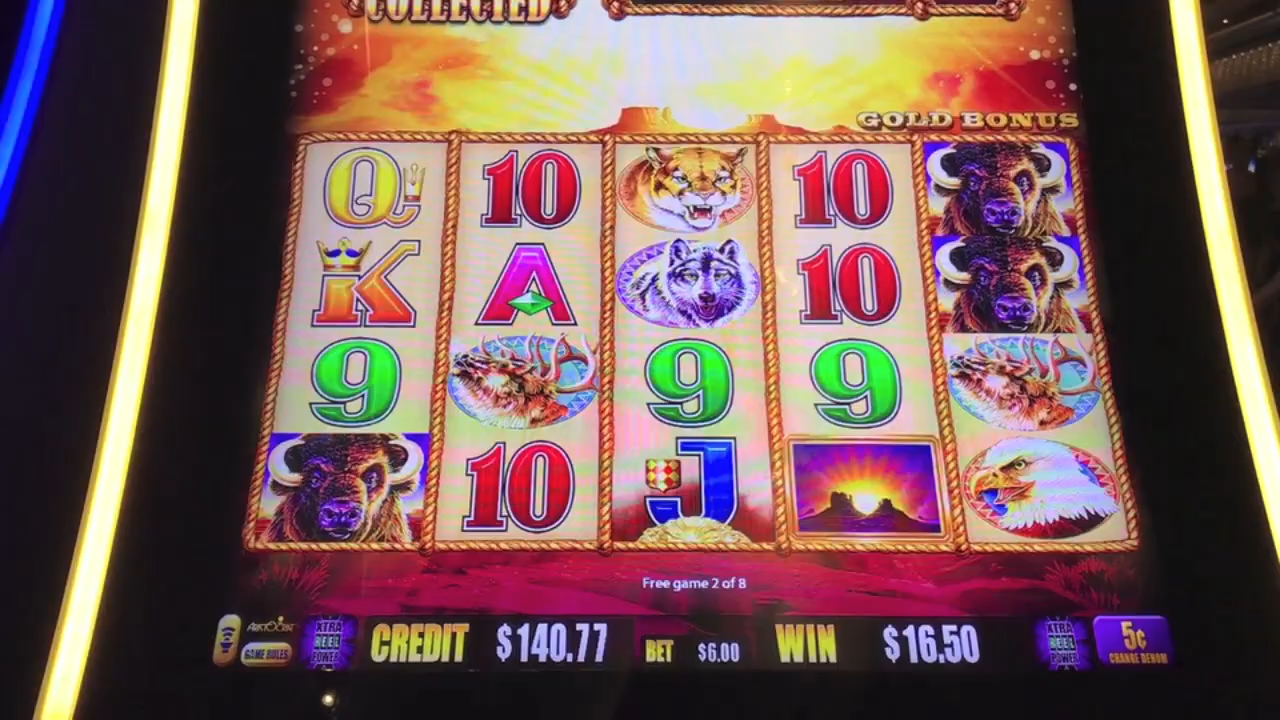 COLLECTED
GOLD BONUS
Q 10 10
K A 10
9 9 9
10 J
Free game 2 of 8
ARISTOCRAT
GAME RULES
XTRA REEL POWER
CREDIT $140.77 BET $6.00 WIN $16.50
XTRA REEL POWER
5¢
CHANGE DENOM